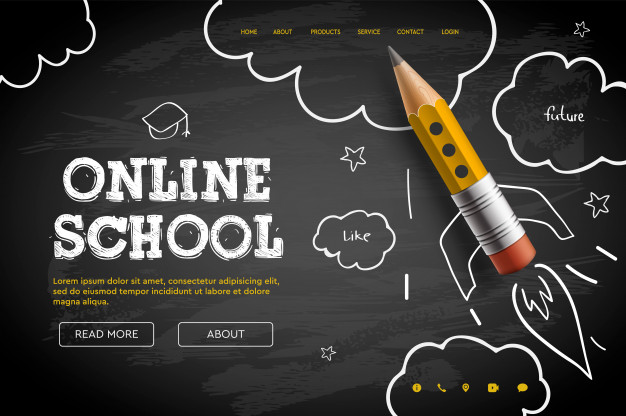 HOME ABOUT PRODUCTS SERVICE CONTACT LOGIN
future
ONLINE
SCHOOL
Like
Lorem ipsum dolor sit amet, consectetur adipisicing elit,
sed do eiusmod tempor incididunt ut labore et dolore
magna aliqua.
READ MORE ABOUT